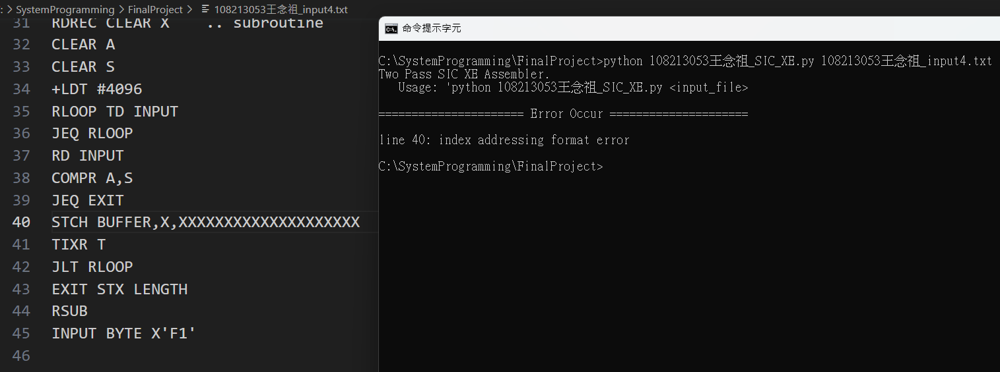 : > SystemProgramming > FinalProject > 108213053王念祖_input4.txt
31 RDREC CLEAR X    .. subroutine
32 CLEAR A
33 CLEAR S
34 +LDT #4096
35 RLOOP TD INPUT
36 JEQ RLOOP
37 RD INPUT
38 COMPR A,S
39 JEQ EXIT
40 STCH BUFFER,X,XXXXXXXXXXXXXXXXXXXX
41 TIXR T
42 JLT RLOOP
43 EXIT STX LENGTH
44 RSUB
45 INPUT BYTE X'F1'
46
命令提示字元
C:\SystemProgramming\FinalProject>python 108213053王念祖_SIC_XE.py 108213053王念祖_input4.txt
Two Pass SIC XE Assembler.
   Usage: 'python 108213053王念祖_SIC_XE.py <input_file>
====================== Error Occur =====================
line 40: index addressing format error
C:\SystemProgramming\FinalProject>